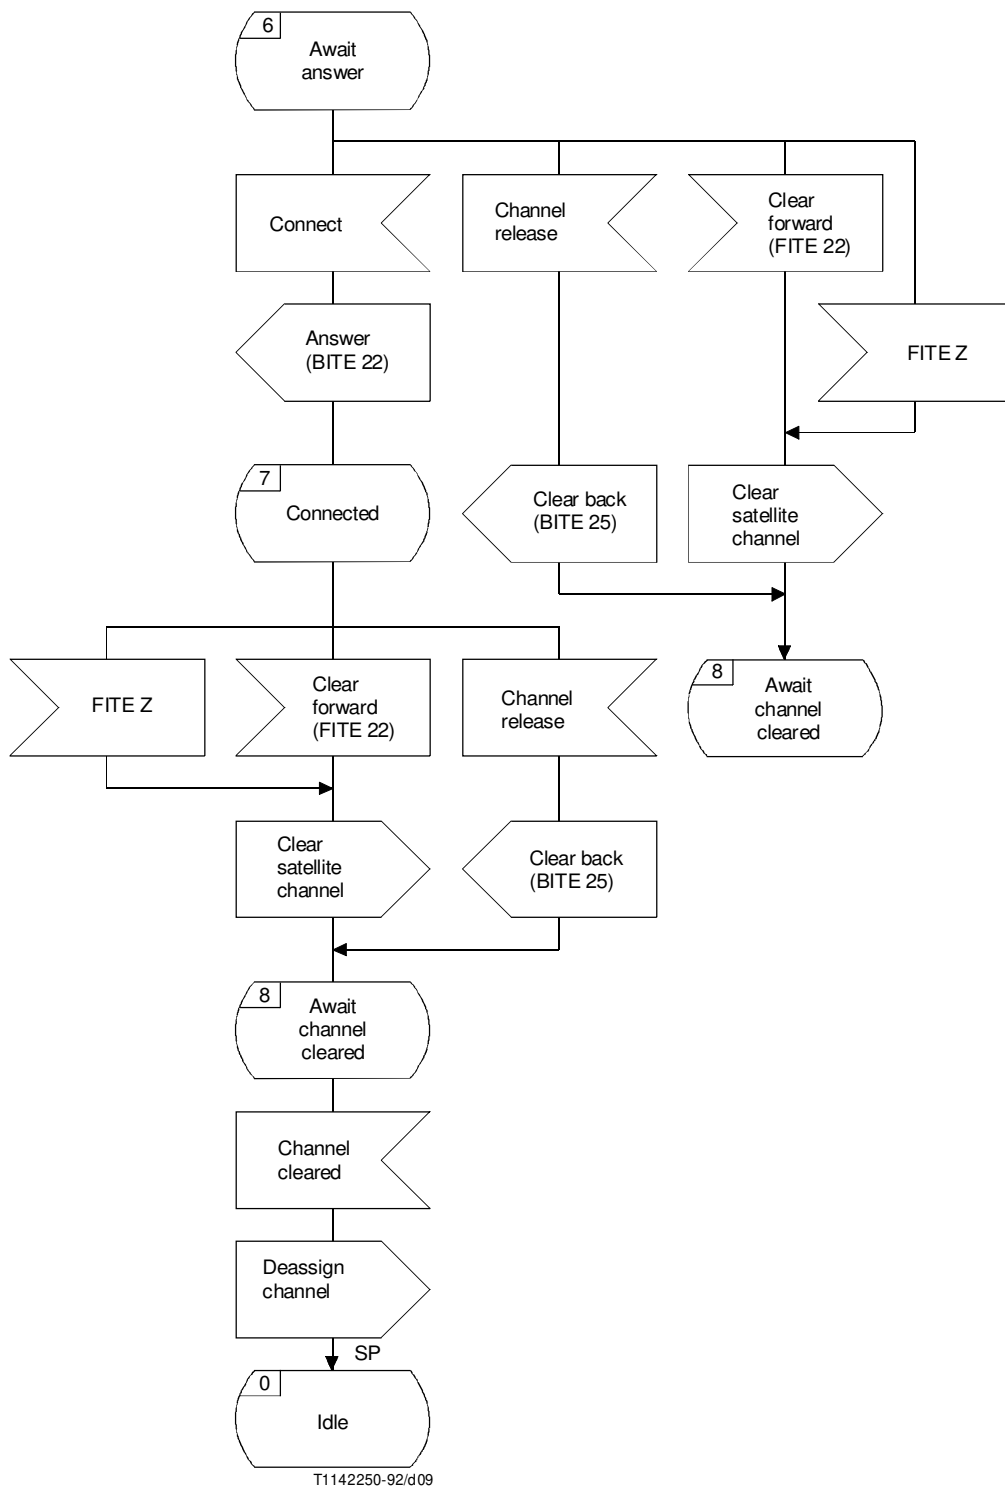 6
Await
answer
Connect
Channel
release
Clear
forward
(FITE 22)
Answer
(BITE 22)
FITE Z
7
Connected
Clear back
(BITE 25)
Clear
satellite
channel
FITE Z
Clear
forward
(FITE 22)
Channel
release
8
Await
channel
cleared
Clear
satellite
channel
Clear back
(BITE 25)
8
Await
channel
cleared
Channel
cleared
Deassign
channel
SP
0
Idle
T1142250-92/d09